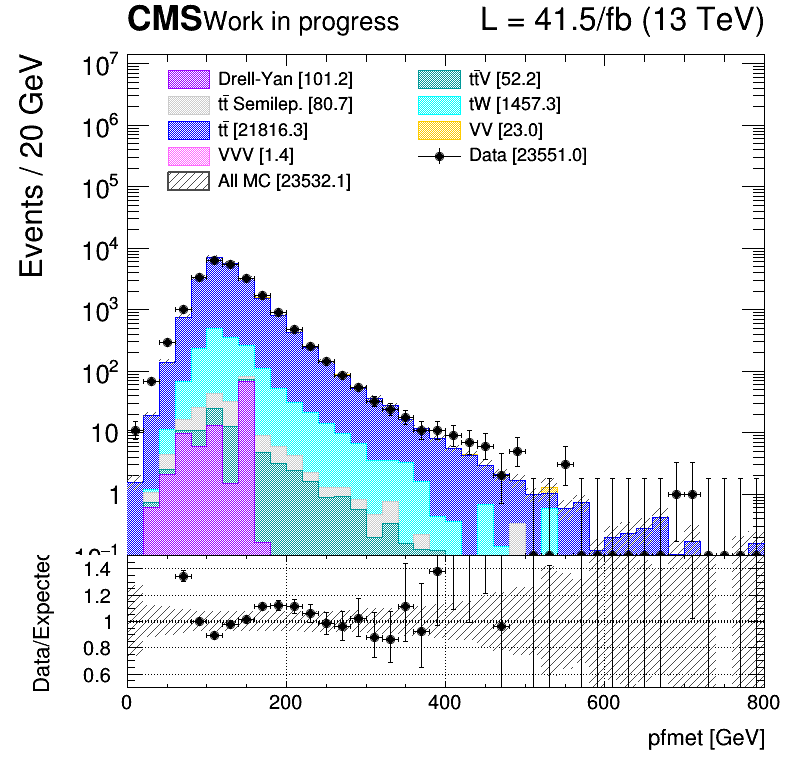 CMS Work in progress L = 41.5/fb (13 TeV)
Events / 20 GeV
10⁷
10⁶
10⁵
10⁴
10³
10²
10
1
10⁻¹
Drell-Yan [101.2]
tt̄ Semilep. [80.7]
tt̄ [21816.3]
VVV [1.4]
All MC [23532.1]
tt̄V [52.2]
tW [1457.3]
VV [23.0]
Data [23551.0]
Data/Expected
1.4
1.2
1
0.8
0.6
0 200 400 600 800
pfmet [GeV]